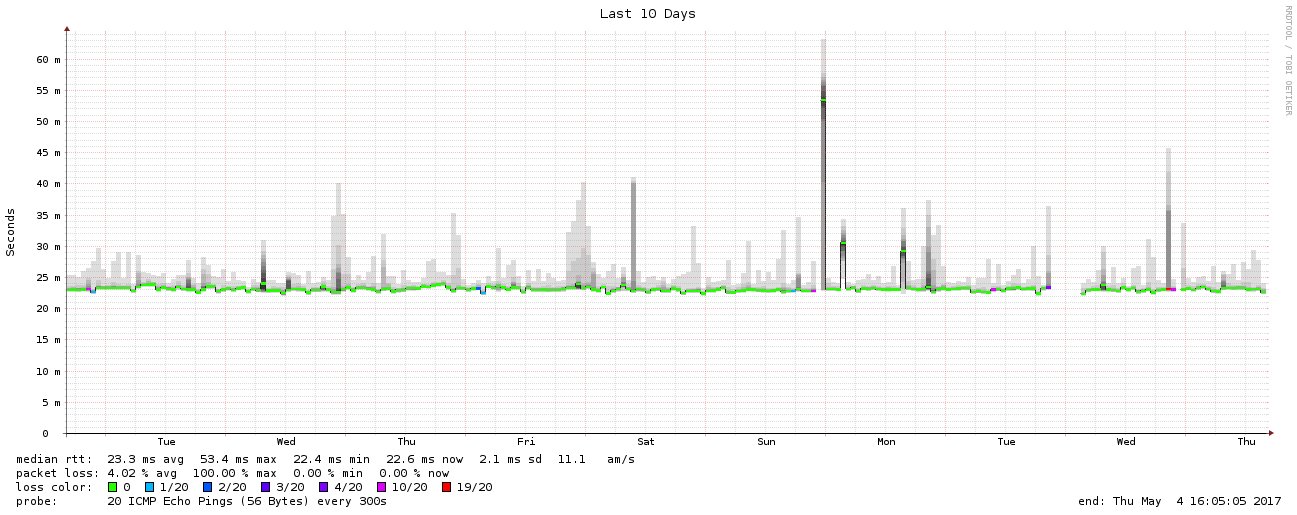 Last 10 Days
RRDTOOL / TOBI OETIKER
Seconds
60 m
55 m
50 m
45 m
40 m
35 m
30 m
25 m
20 m
15 m
10 m
5 m
0
Tue Wed Thu Fri Sat Sun Mon Tue Wed Thu
median rtt: 23.3 ms avg 53.4 ms max 22.4 ms min 22.6 ms now 2.1 ms sd 11.1 am/s
packet loss: 4.02 % avg 100.00 % max 0.00 % min 0.00 % now
loss color: 0 1/20 2/20 3/20 4/20 10/20 19/20
probe: 20 ICMP Echo Pings (56 Bytes) every 300s end: Thu May 4 16:05:05 2017